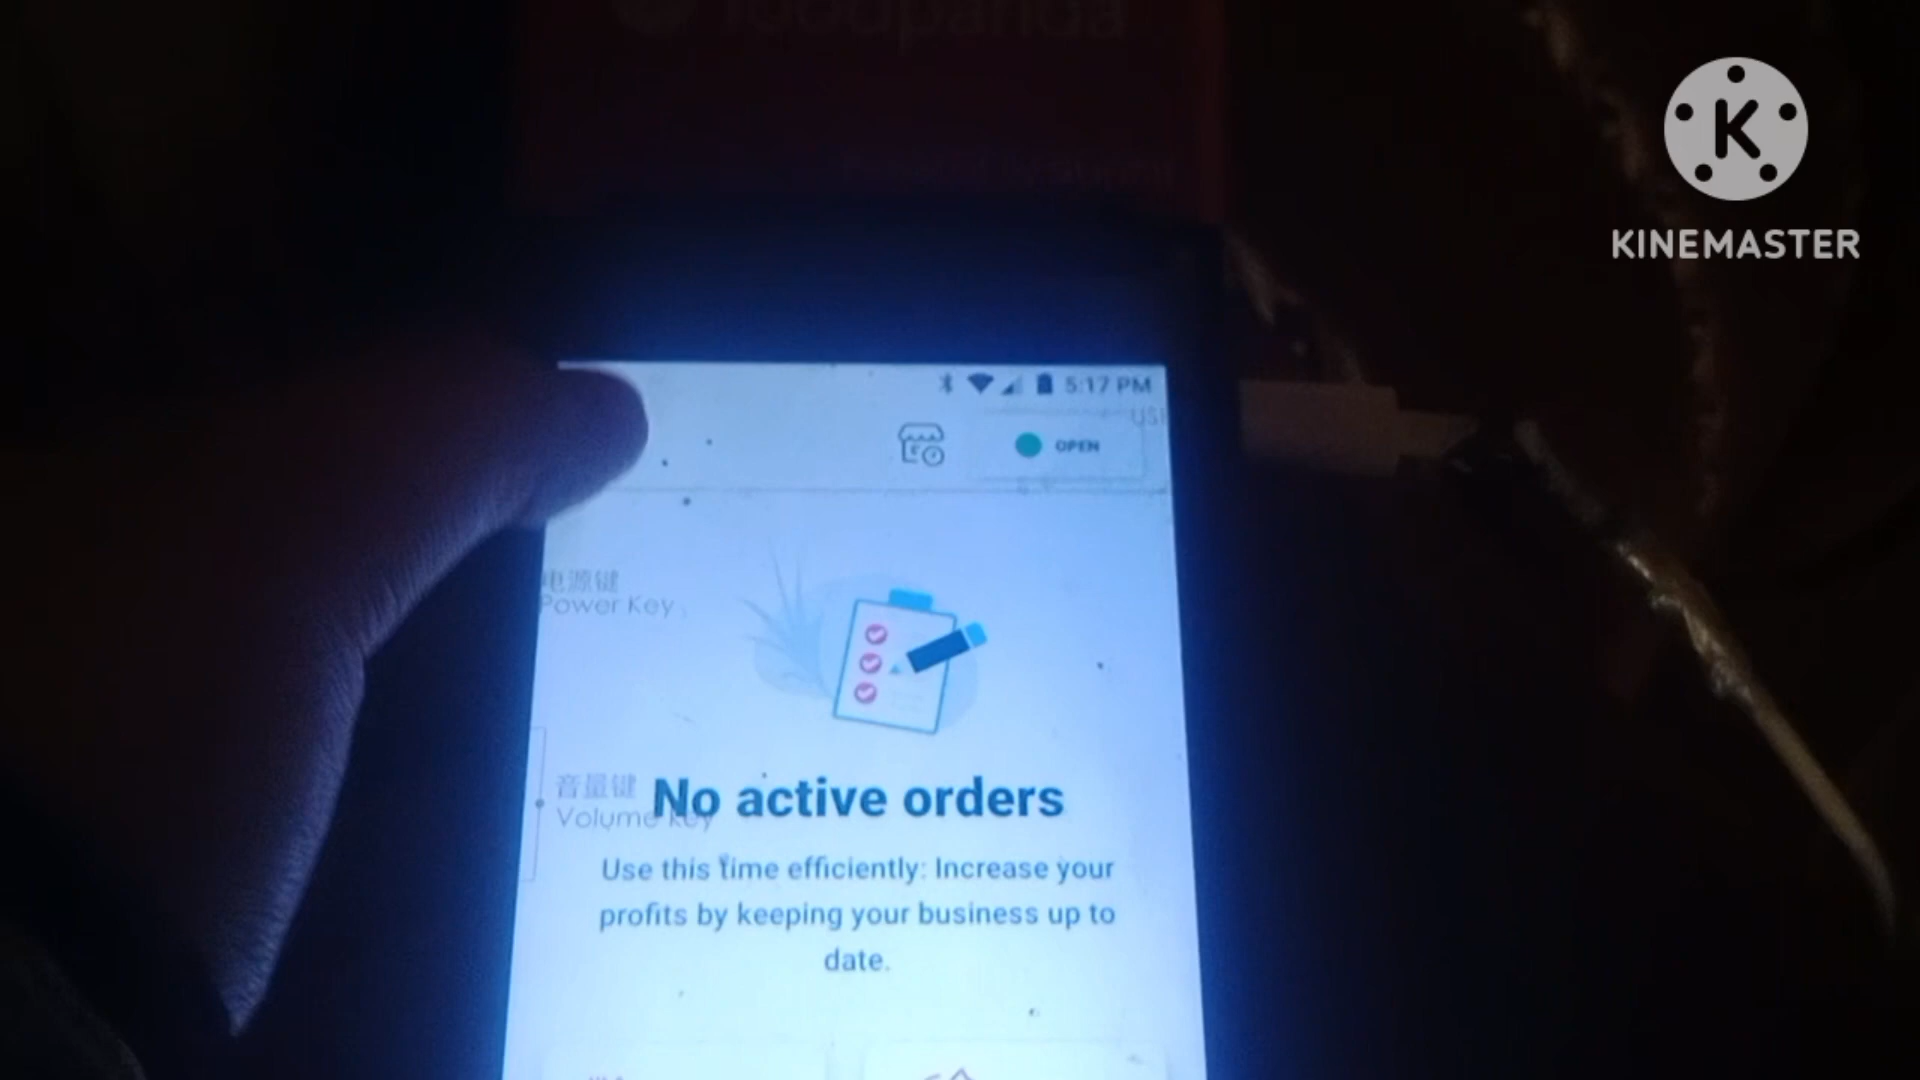 foodpanda
K
KINEMASTER
5:17 PM
OPEN
电源键
Power Key
音量键
Volume Key
No active orders
Use this time efficiently: Increase your
profits by keeping your business up to
date.